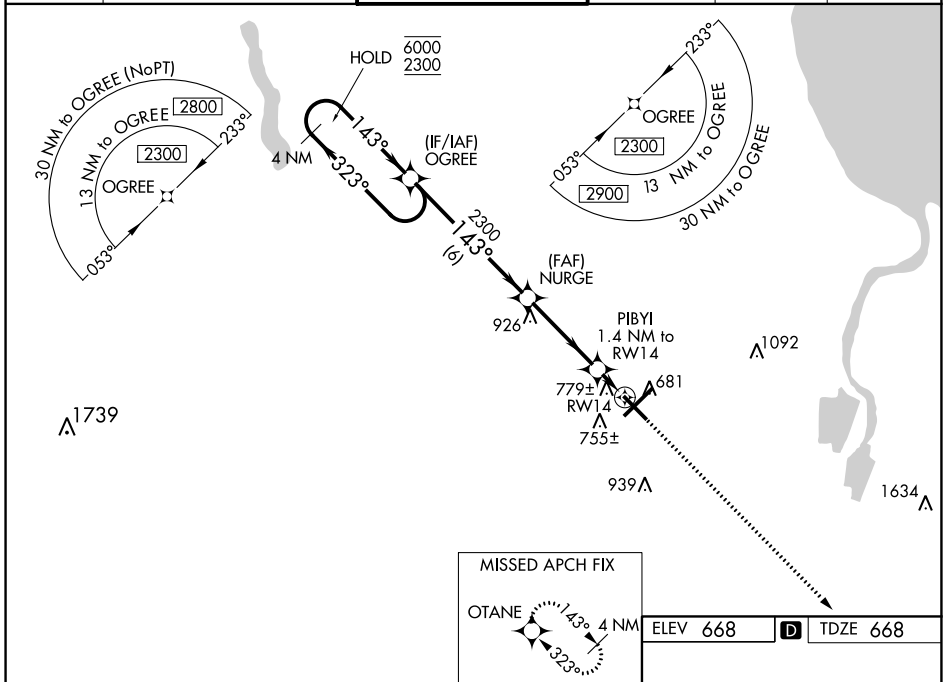 30 NM to OGREE (NoPT)
2800
13 NM to OGREE
2300
233°
OGREE
053°
HOLD
6000
2300
4 NM
143°
323°
(IF/IAF)
OGREE
2300
143°
(6)
(FAF)
NURGE
926
PIBYI
1.4 NM to
RW14
779±
RW14
681
755±
939
1092
1739
1634
233°
OGREE
2300
053°
13 NM to OGREE
2900
30 NM to OGREE
MISSED APCH FIX
OTANE
143°
4 NM
323°
ELEV 668
D
TDZE 668